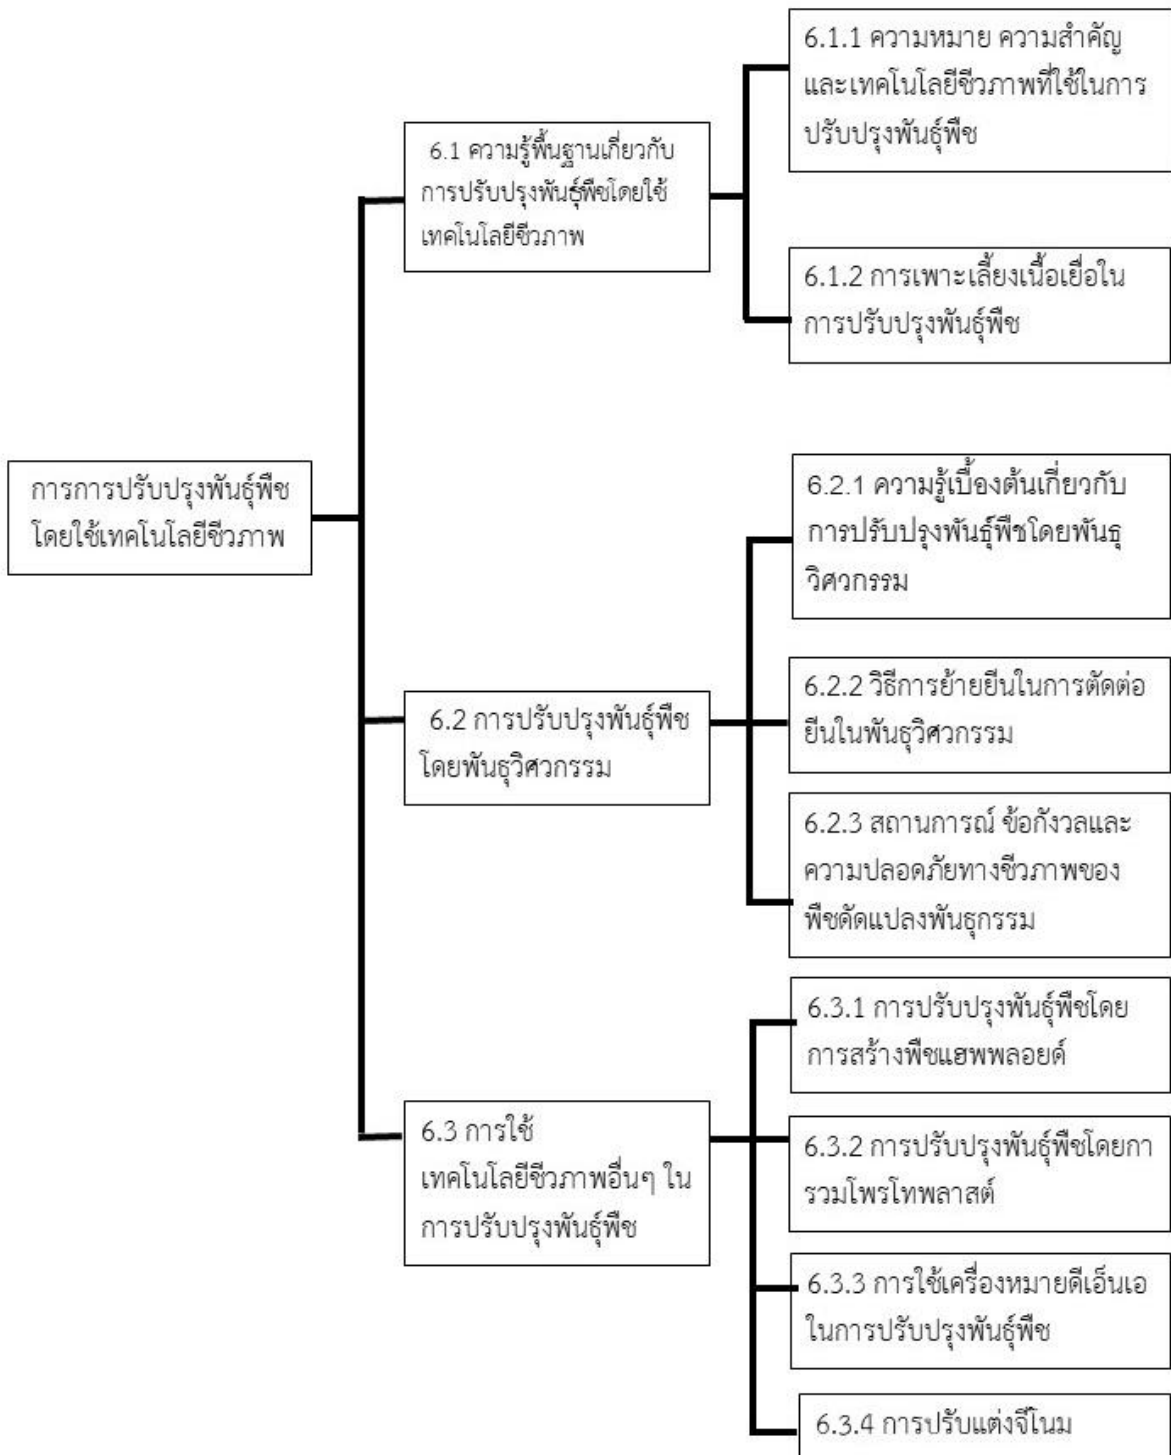 การการปรับปรุงพันธุ์พืช
โดยใช้เทคโนโลยีชีวภาพ
6.1 ความรู้พื้นฐานเกี่ยวกับ
การปรับปรุงพันธุ์พืชโดยใช้
เทคโนโลยีชีวภาพ
6.1.1 ความหมาย ความสำคัญ
และเทคโนโลยีชีวภาพที่ใช้ในการ
ปรับปรุงพันธุ์พืช
6.1.2 การเพาะเลี้ยงเนื้อเยื่อใน
การปรับปรุงพันธุ์พืช
6.2 การปรับปรุงพันธุ์พืช
โดยพันธุวิศวกรรม
6.2.1 ความรู้เบื้องต้นเกี่ยวกับ
การปรับปรุงพันธุ์พืชโดยพันธุ
วิศวกรรม
6.2.2 วิธีการย้ายยีนในการตัดต่อ
ยีนในพันธุวิศวกรรม
6.2.3 สถานการณ์ ข้อกังวลและ
ความปลอดภัยทางชีวภาพของ
พืชดัดแปลงพันธุกรรม
6.3 การใช้
เทคโนโลยีชีวภาพอื่นๆ ใน
การปรับปรุงพันธุ์พืช
6.3.1 การปรับปรุงพันธุ์พืชโดย
การสร้างพืชแฮพพลอยด์
6.3.2 การปรับปรุงพันธุ์พืชโดยกา
รวมโพรโทพลาสต์
6.3.3 การใช้เครื่องหมายดีเอ็นเอ
ในการปรับปรุงพันธุ์พืช
6.3.4 การปรับแต่งจีโนม